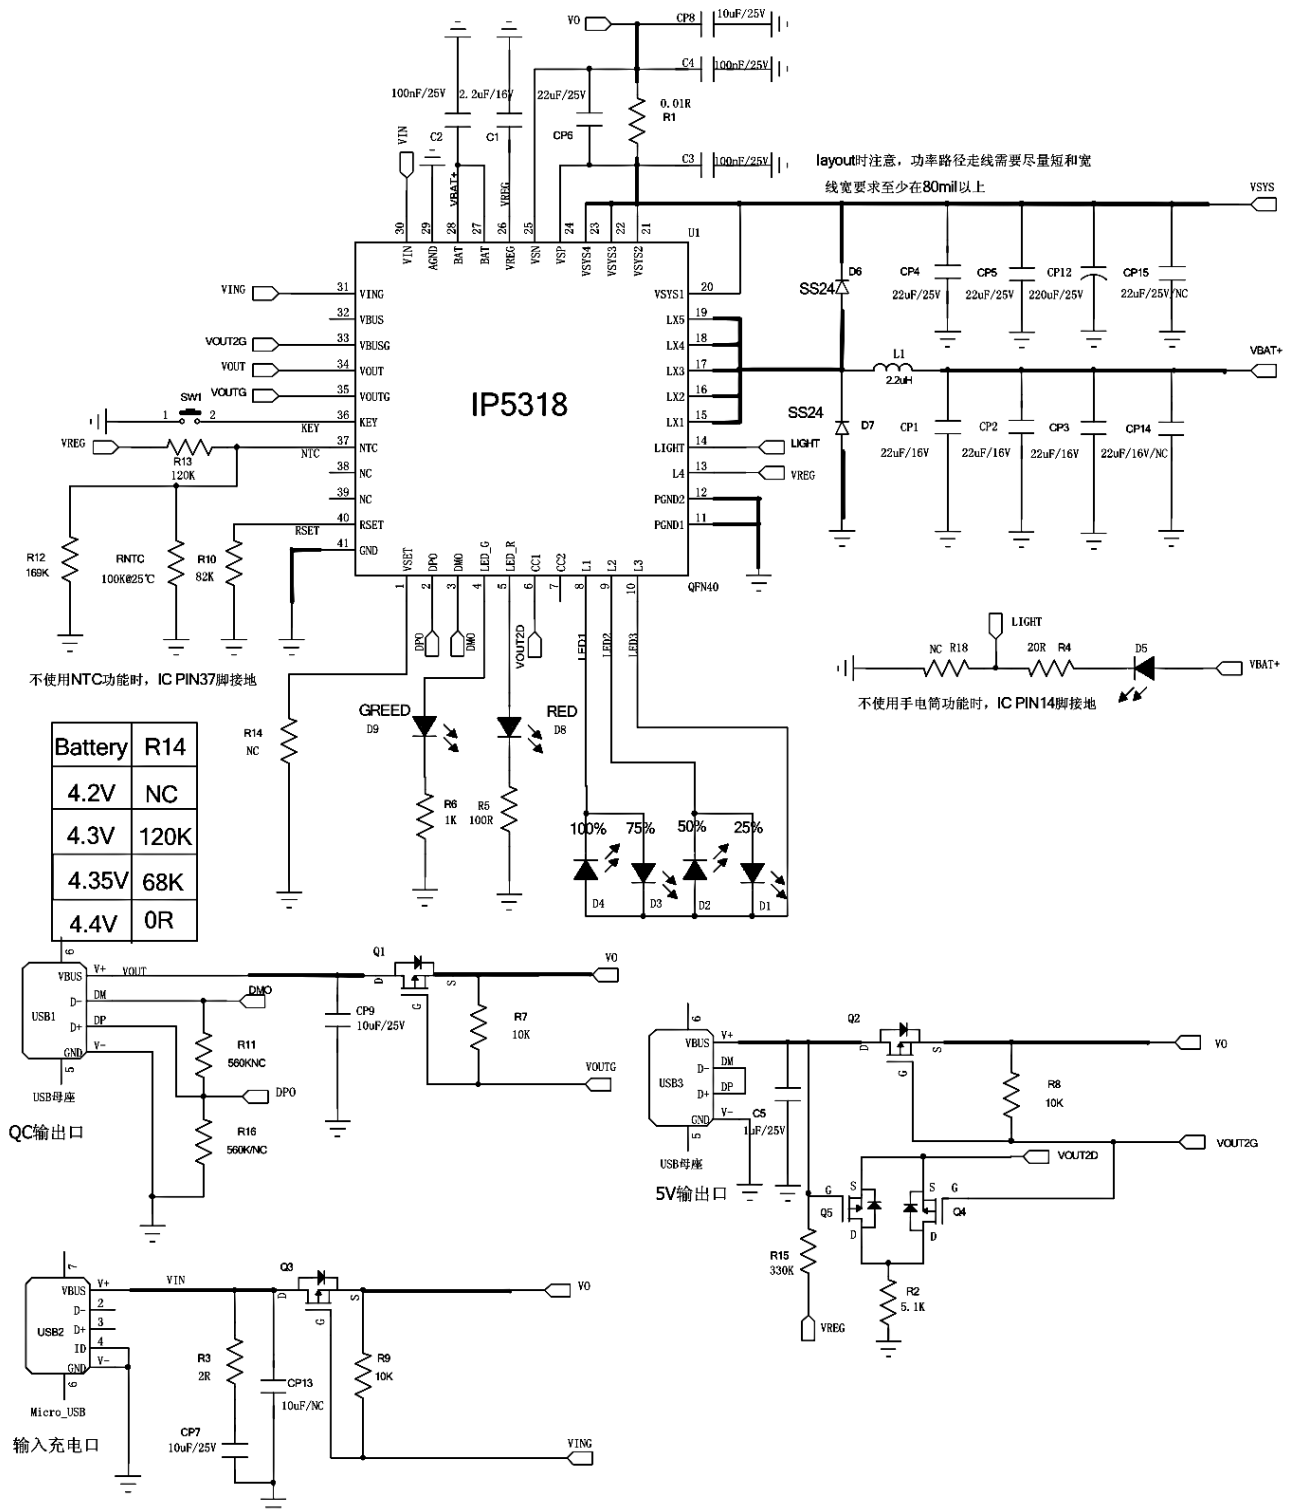 VO
CP8
10uF/25V
C4
100nF/25V
100nF/25V
2.2uF/16V
22uF/25V
0.01R
R1
C2
C1
CP6
VIN
C3
100nF/25V
VBAT+
VREG
layout时注意，功率路径走线需要尽量短和宽
线宽要求至少在80mil以上
VSYS
30
29
28
27
26
25
24
23
22
21
U1
VIN
AGND
BAT
BAT
VREG
VSN
VSP
VSYS4
VSYS3
VSYS2
VING
31
VING
VSYS1
20
32
VBUS
LX5
19
VOUT2G
33
VBUSG
LX4
18
VOUT
34
VOUT
LX3
17
VOUTG
35
VOUTG
LX2
16
SW1
1
2
KEY
36
KEY
LX1
15
VREG
R13
120K
NTC
37
NTC
LIGHT
14
LIGHT
38
NC
L4
13
VREG
39
NC
PGND2
12
RSET
40
RSET
PGND1
11
41
GND
IP5318
QFN40
D6
SS24
CP4
22uF/25V
CP5
22uF/25V
CP12
220uF/25V
CP15
22uF/25V/NC
L1
2.2uH
VBAT+
SS24
D7
CP1
22uF/16V
CP2
22uF/16V
CP3
22uF/16V
CP14
22uF/16V/NC
VSET
DPO
DMO
LED_G
LED_R
CC1
CC2
L1
L2
L3
1
2
3
4
5
6
7
8
9
10
DPO
DMO
VOUT2D
LED1
LED2
LED3
R12
169K
RNTC
100K@25℃
R10
82K
不使用NTC功能时，IC PIN37脚接地
LIGHT
NC
R18
20R
R4
D5
VBAT+
不使用手电筒功能时，IC PIN14脚接地
R14
NC
GREED
D9
RED
D8
R6
1K
R5
100R
100%
75%
50%
25%
D4
D3
D2
D1
Battery
R14
4.2V
NC
4.3V
120K
4.35V
68K
4.4V
0R
6
VBUS
V+
VOUT
D-
DM
DMO
USB1
D+
DP
GND
V-
5
USB母座
QC输出口
R11
560KNC
DPO
R16
560K/NC
CP9
10uF/25V
Q1
D
S
G
R7
10K
VO
VOUTG
6
VBUS
V+
D-
DM
USB3
D+
DP
GND
V-
5
USB母座
5V输出口
C5
1uF/25V
Q2
D
S
G
VO
R8
10K
VOUT2G
VOUT2D
G
S
Q5
D
S
G
Q4
D
R15
330K
R2
5.1K
VREG
7
VBUS
V+
VIN
D-
2
D+
3
USB2
ID
4
GND
V-
6
Micro_USB
输入充电口
R3
2R
CP13
10uF/NC
CP7
10uF/25V
Q3
D
S
G
R9
10K
VO
VING